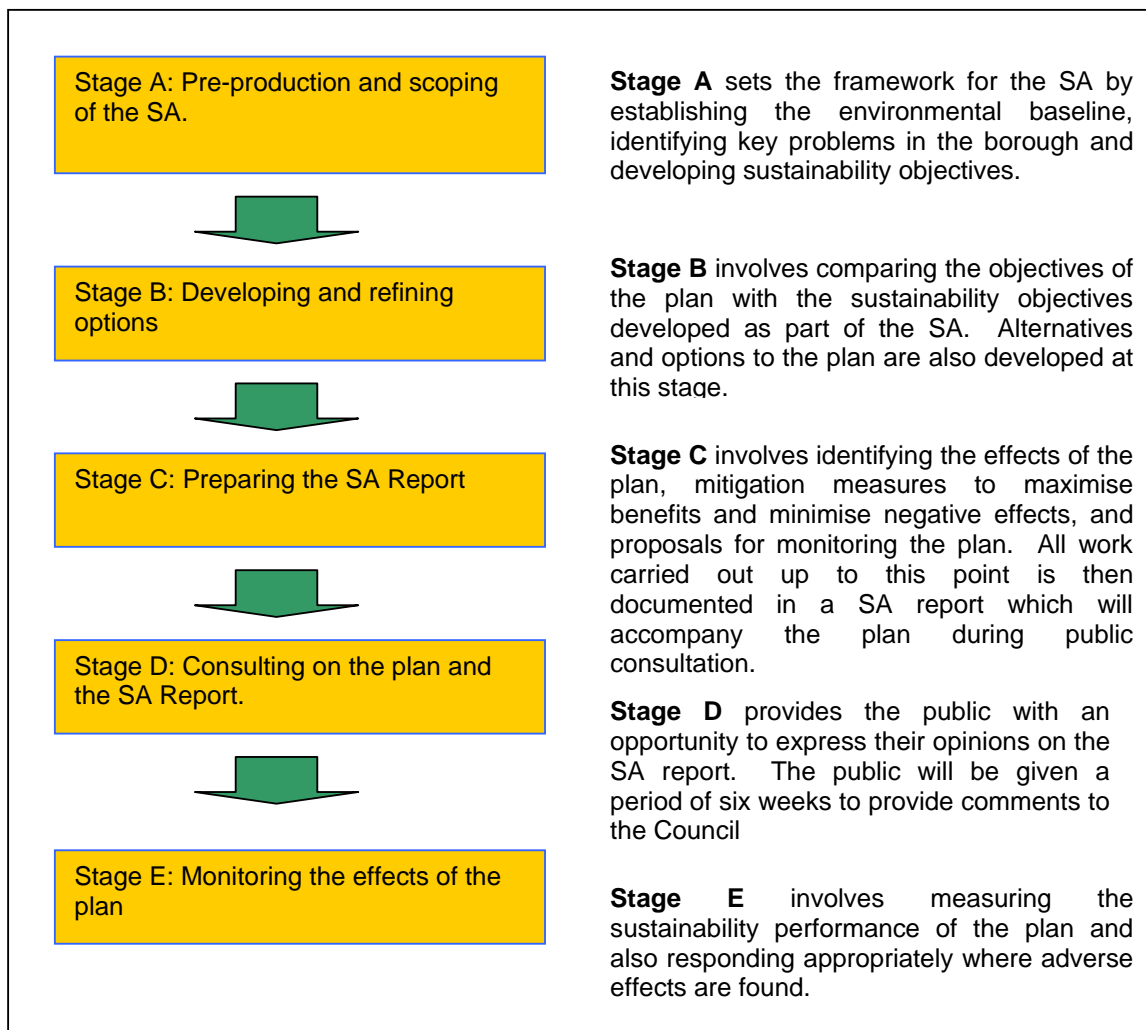 Stage A: Pre-production and scoping
of the SA.
Stage A sets the framework for the SA by
establishing the environmental baseline,
identifying key problems in the borough and
developing sustainability objectives.
Stage B: Developing and refining
options
Stage B involves comparing the objectives of
the plan with the sustainability objectives
developed as part of the SA. Alternatives
and options to the plan are also developed at
this stage.
Stage C: Preparing the SA Report
Stage C involves identifying the effects of the
plan, mitigation measures to maximise
benefits and minimise negative effects, and
proposals for monitoring the plan. All work
carried out up to this point is then
documented in a SA report which will
accompany the plan during public
consultation.
Stage D: Consulting on the plan and
the SA Report.
Stage D provides the public with an
opportunity to express their opinions on the
SA report. The public will be given a
period of six weeks to provide comments to
the Council
Stage E: Monitoring the effects of the
plan
Stage E involves measuring the
sustainability performance of the plan and
also responding appropriately where adverse
effects are found.